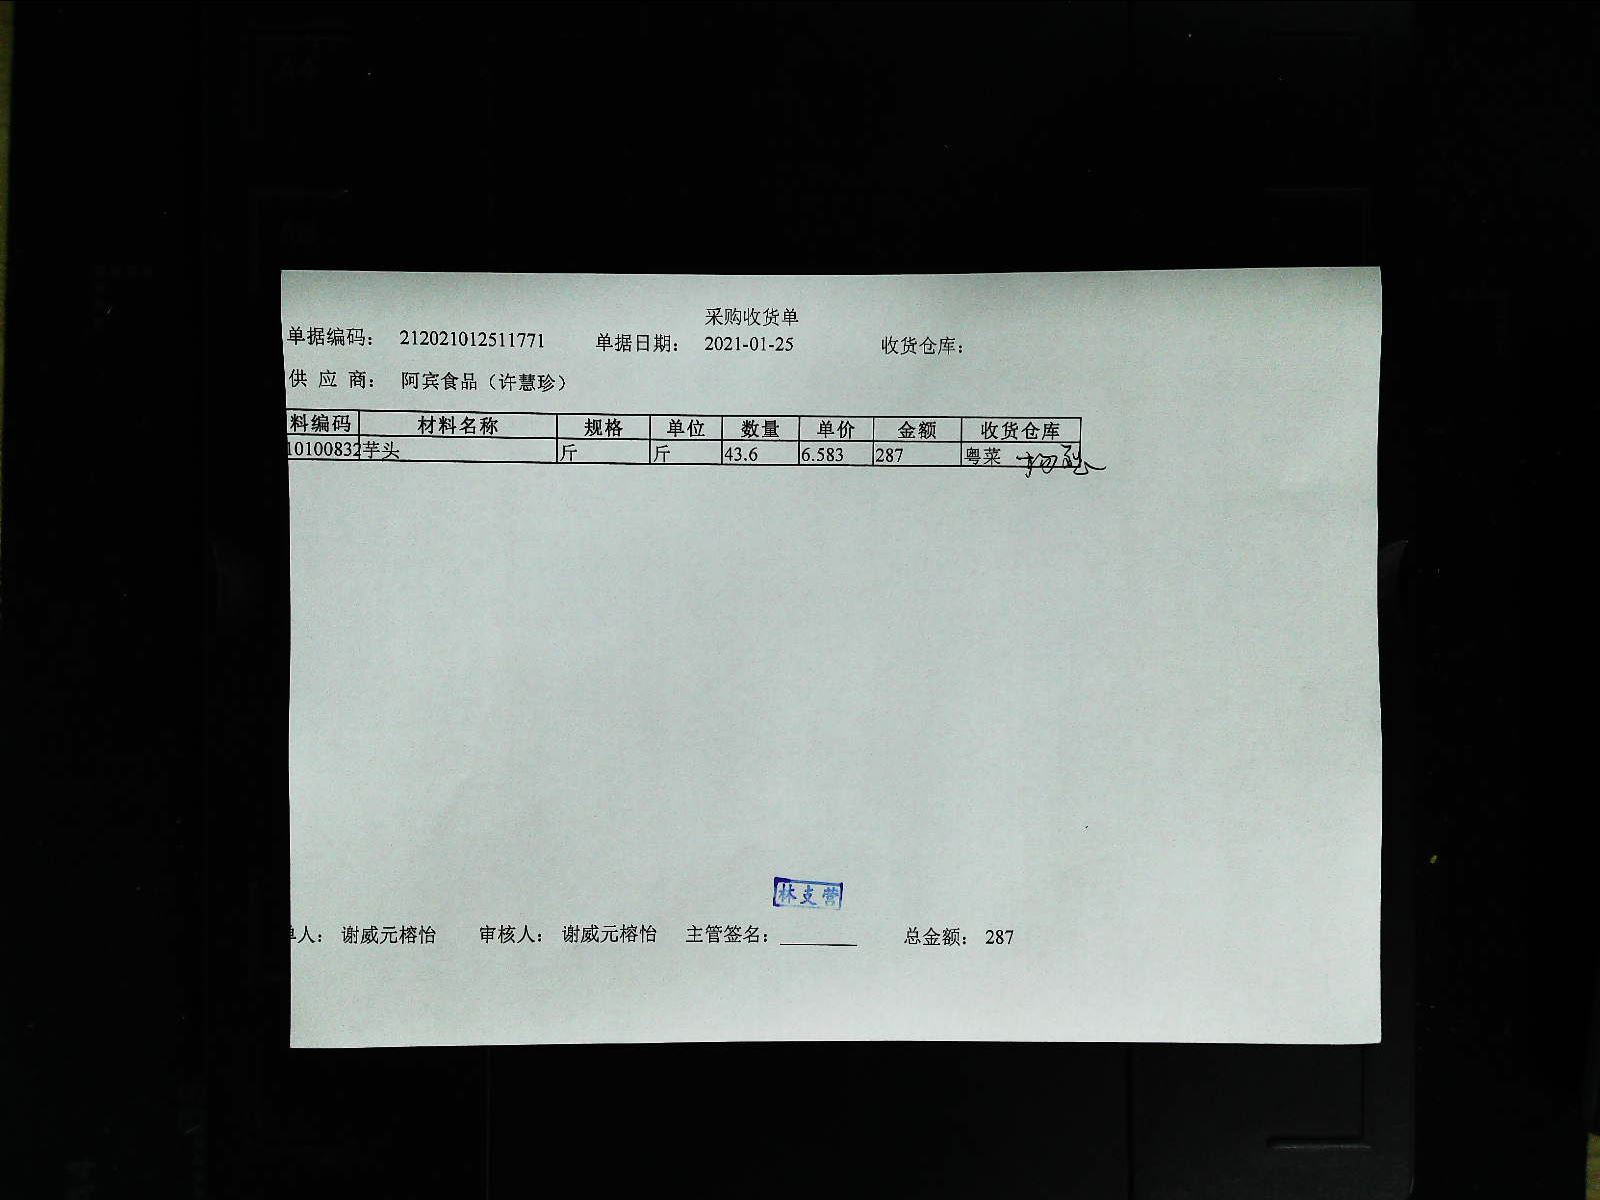 采购收货单
单据编码： 212021012511771 单据日期： 2021-01-25 收货仓库：
供 应 商： 阿宾食品（许慧珍）
料编码 材料名称 规格 单位 数量 单价 金额 收货仓库
10100832 芋头 斤 斤 43.6 6.583 287 粤菜
林支营
单人： 谢威元榕怡 审核人： 谢威元榕怡 主管签名： 总金额： 287